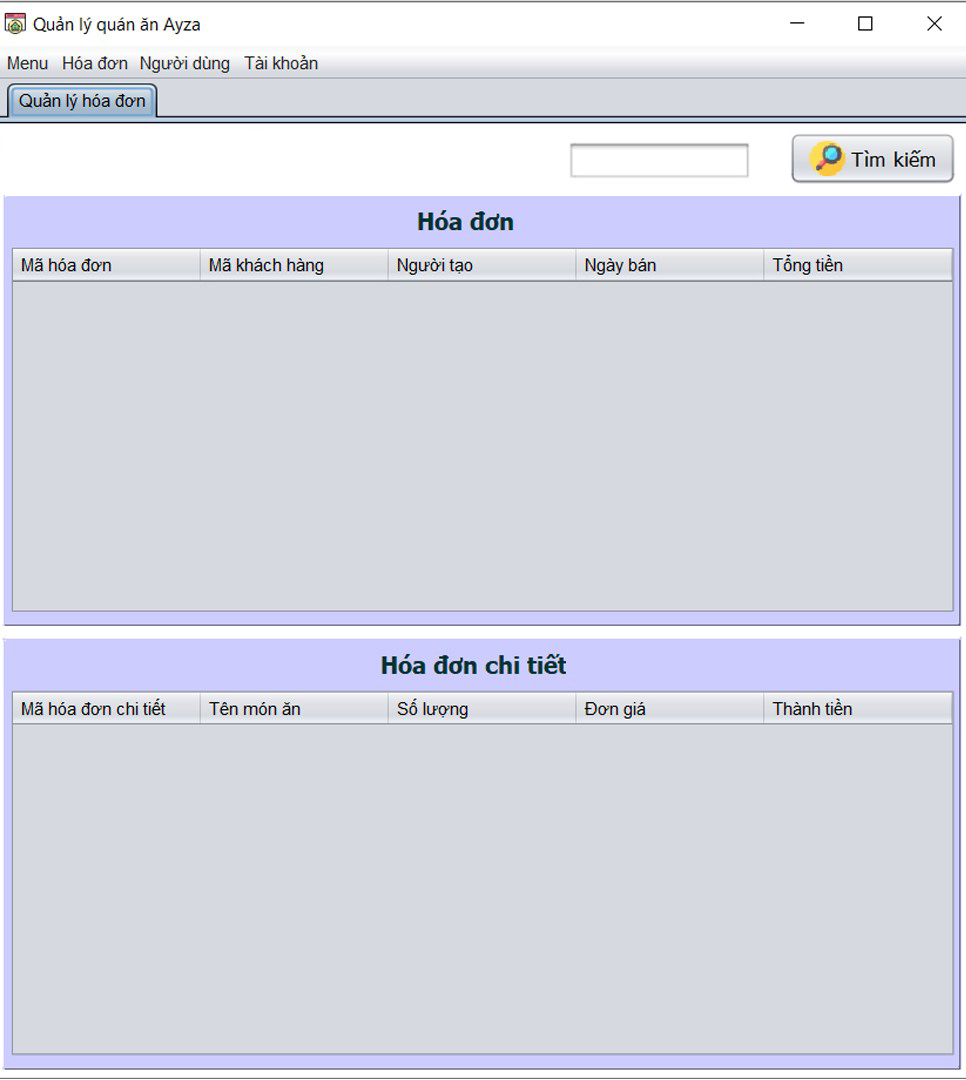 Quản lý quán ăn Ayza
Menu Hóa đơn Người dùng Tài khoản
Quản lý hóa đơn
Tìm kiếm
Hóa đơn
Mã hóa đơn Mã khách hàng Người tạo Ngày bán Tổng tiền
Hóa đơn chi tiết
Mã hóa đơn chi tiết Tên món ăn Số lượng Đơn giá Thành tiền